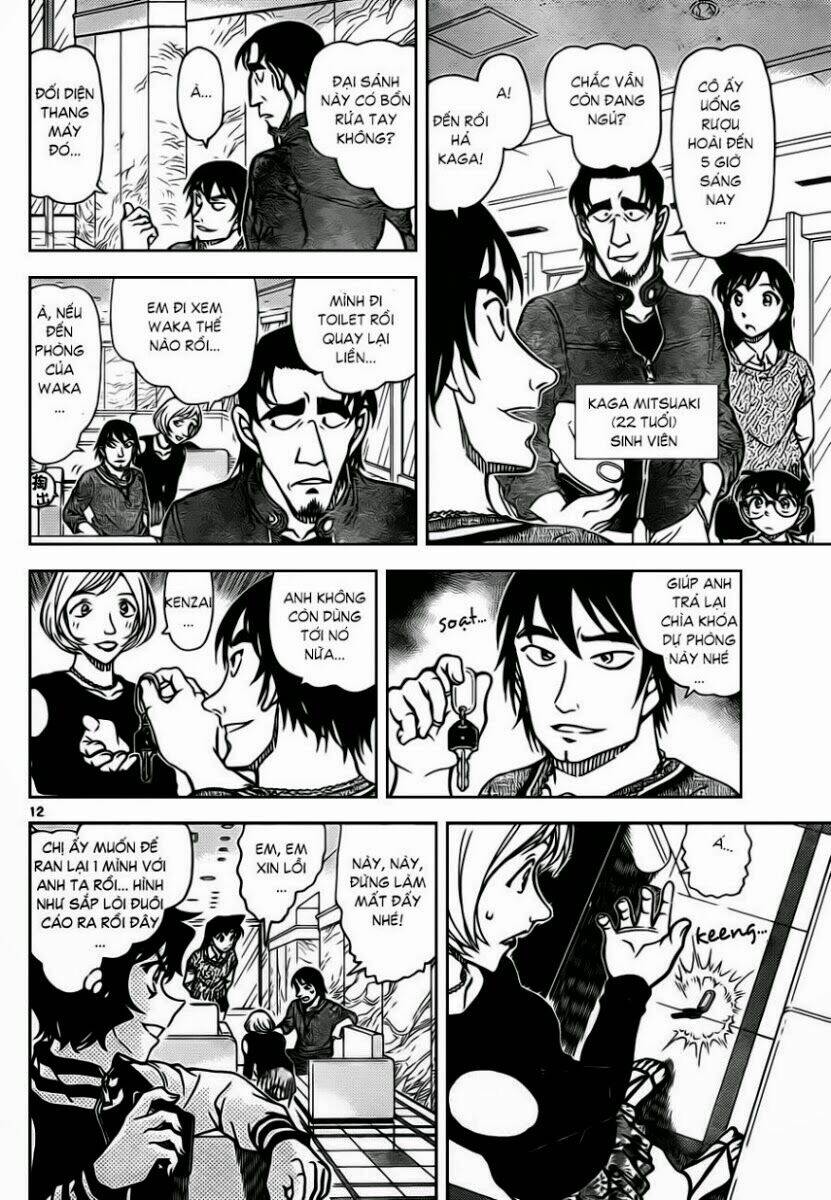 CÔ ẤY
UỐNG
RƯỢU
HOÀI ĐẾN
5 GIỜ
SÁNG
NAY
...
CHẮC VẪN
CÒN ĐANG
NGỦ?
A!
ĐẾN RỒI
HẢ
KAGA!
KAGA MITSUAKI
(22 TUỔI)
SINH VIÊN
ĐẠI SẢNH
NÀY CÓ BỒN
RỬA TAY
KHÔNG?
À...
ĐỐI DIỆN
THANG
MÁY
ĐÓ...
MÌNH ĐI
TOILET RỒI
QUAY LẠI
LIỀN...
EM ĐI XEM
WAKA THẾ
NÀO RỒI...
À, NẾU
ĐẾN
PHÒNG
CỦA
WAKA
...
GIÚP ANH
TRẢ LẠI
CHÌA KHÓA
DỰ PHÒNG
NÀY NHÉ
...
soạt...
ANH KHÔNG
CÒN DÙNG
TỚI NÓ
NỮA...
KENZAI
...
12
Á...
keeng...
NÀY, NÀY,
ĐỪNG LÀM
MẤT ĐẤY
NHÉ!
EM, EM
XIN LỖI
...
CHỊ ẤY MUỐN ĐỂ
RAN LẠI 1 MÌNH VỚI
ANH TA RỒI... HÌNH
NHƯ SẮP LÒI ĐUÔI
CÁO RA RỒI ĐÂY
...